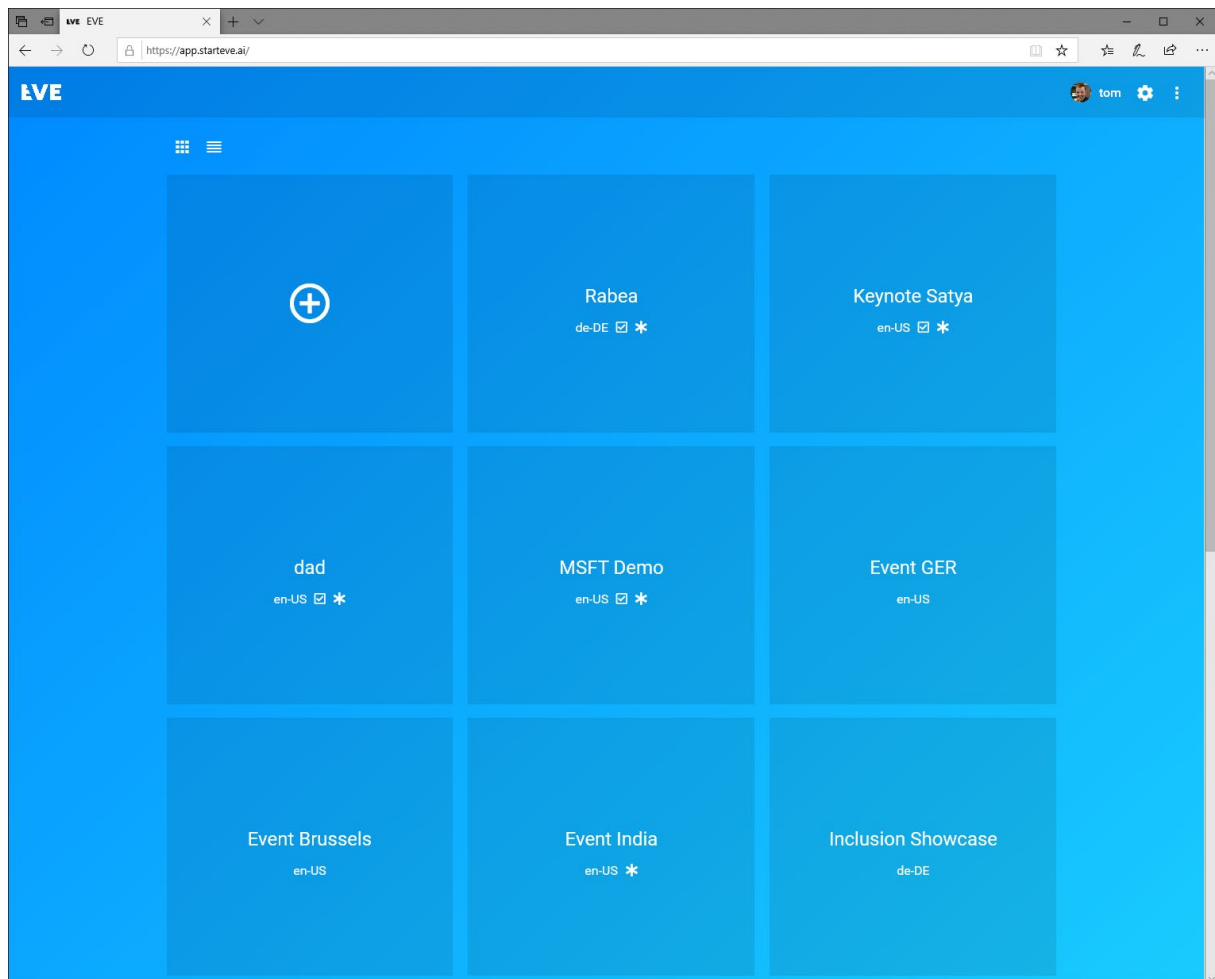 EVE EVE
https://app.starteve.ai/
EVE
tom
Rabea
de-DE
Keynote Satya
en-US
dad
en-US
MSFT Demo
en-US
Event GER
en-US
Event Brussels
en-US
Event India
en-US
Inclusion Showcase
de-DE